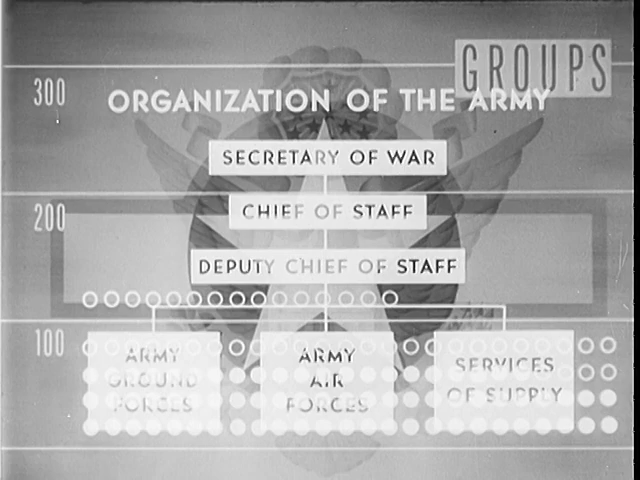 GROUPS
300
ORGANIZATION OF THE ARMY
SECRETARY OF WAR
200
CHIEF OF STAFF
DEPUTY CHIEF OF STAFF
100
ARMY
GROUND
FORCES
ARMY
AIR
FORCES
SERVICES
OF SUPPLY